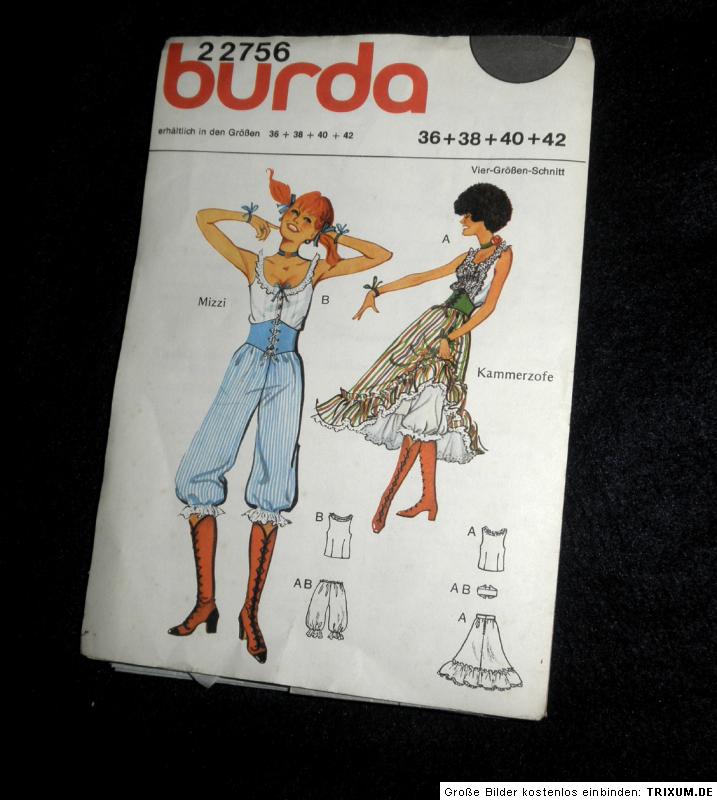 22756
burda
erhältlich in den Größen 36 + 38 + 40 + 42
36+38+40+42
Vier-Größen-Schnitt
A
Mizzi
B
Kammerzofe
B
A
AB
AB
A
Große Bilder kostenlos einbinden: TRIXUM.DE